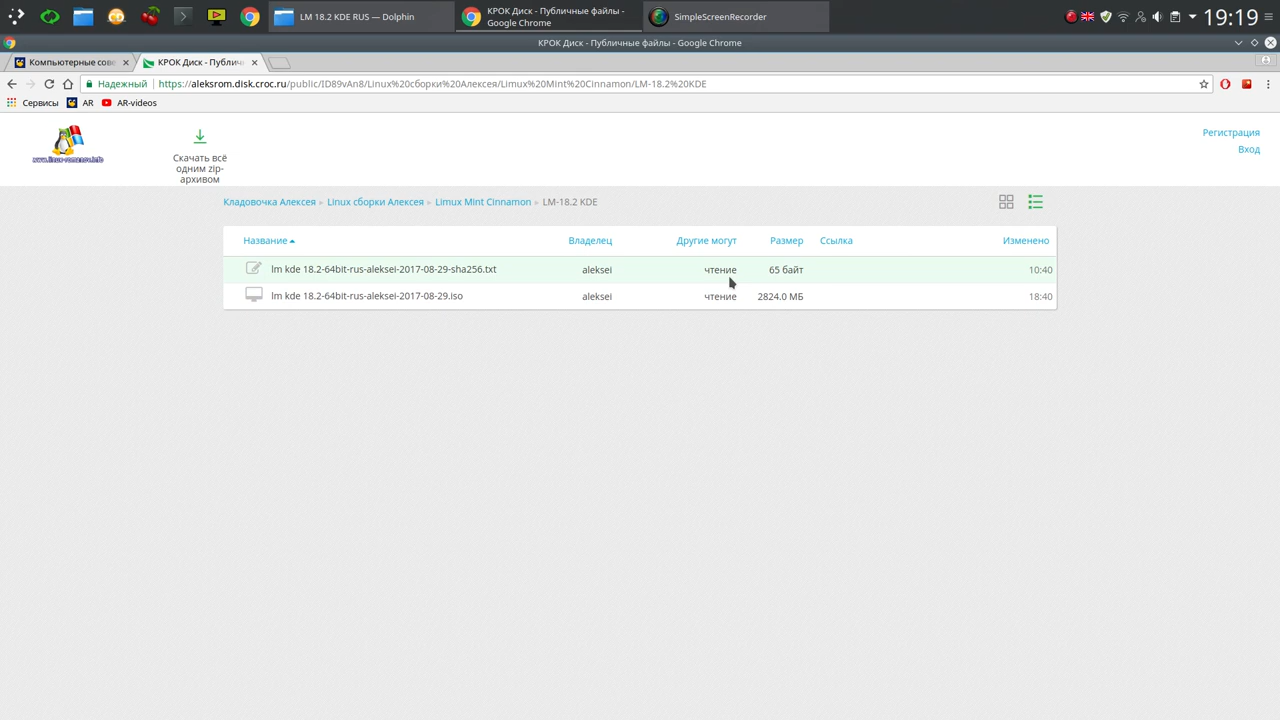 LM 18.2 KDE RUS — Dolphin
КРОК Диск - Публичные файлы -
Google Chrome
SimpleScreenRecorder
19:19
КРОК Диск - Публичные файлы - Google Chrome
Компьютерные сове
КРОК Диск - Публичн
Надежный
https://aleksrom.disk.croc.ru/public/ID89vAn8/Linux%20сборки%20Алексея/Limux%20Mint%20Cinnamon/LM-18.2%20KDE
Сервисы
AR
AR-videos
www.linux-romanov.info
Скачать всё
одним zip-
архивом
Регистрация
Вход
Кладовочка Алексея
Linux сборки Алексея
Limux Mint Cinnamon
LM-18.2 KDE
Название Владелец Другие могут Размер Ссылка Изменено
lm kde 18.2-64bit-rus-aleksei-2017-08-29-sha256.txt aleksei чтение 65 байт 10:40
lm kde 18.2-64bit-rus-aleksei-2017-08-29.iso aleksei чтение 2824.0 МБ 18:40